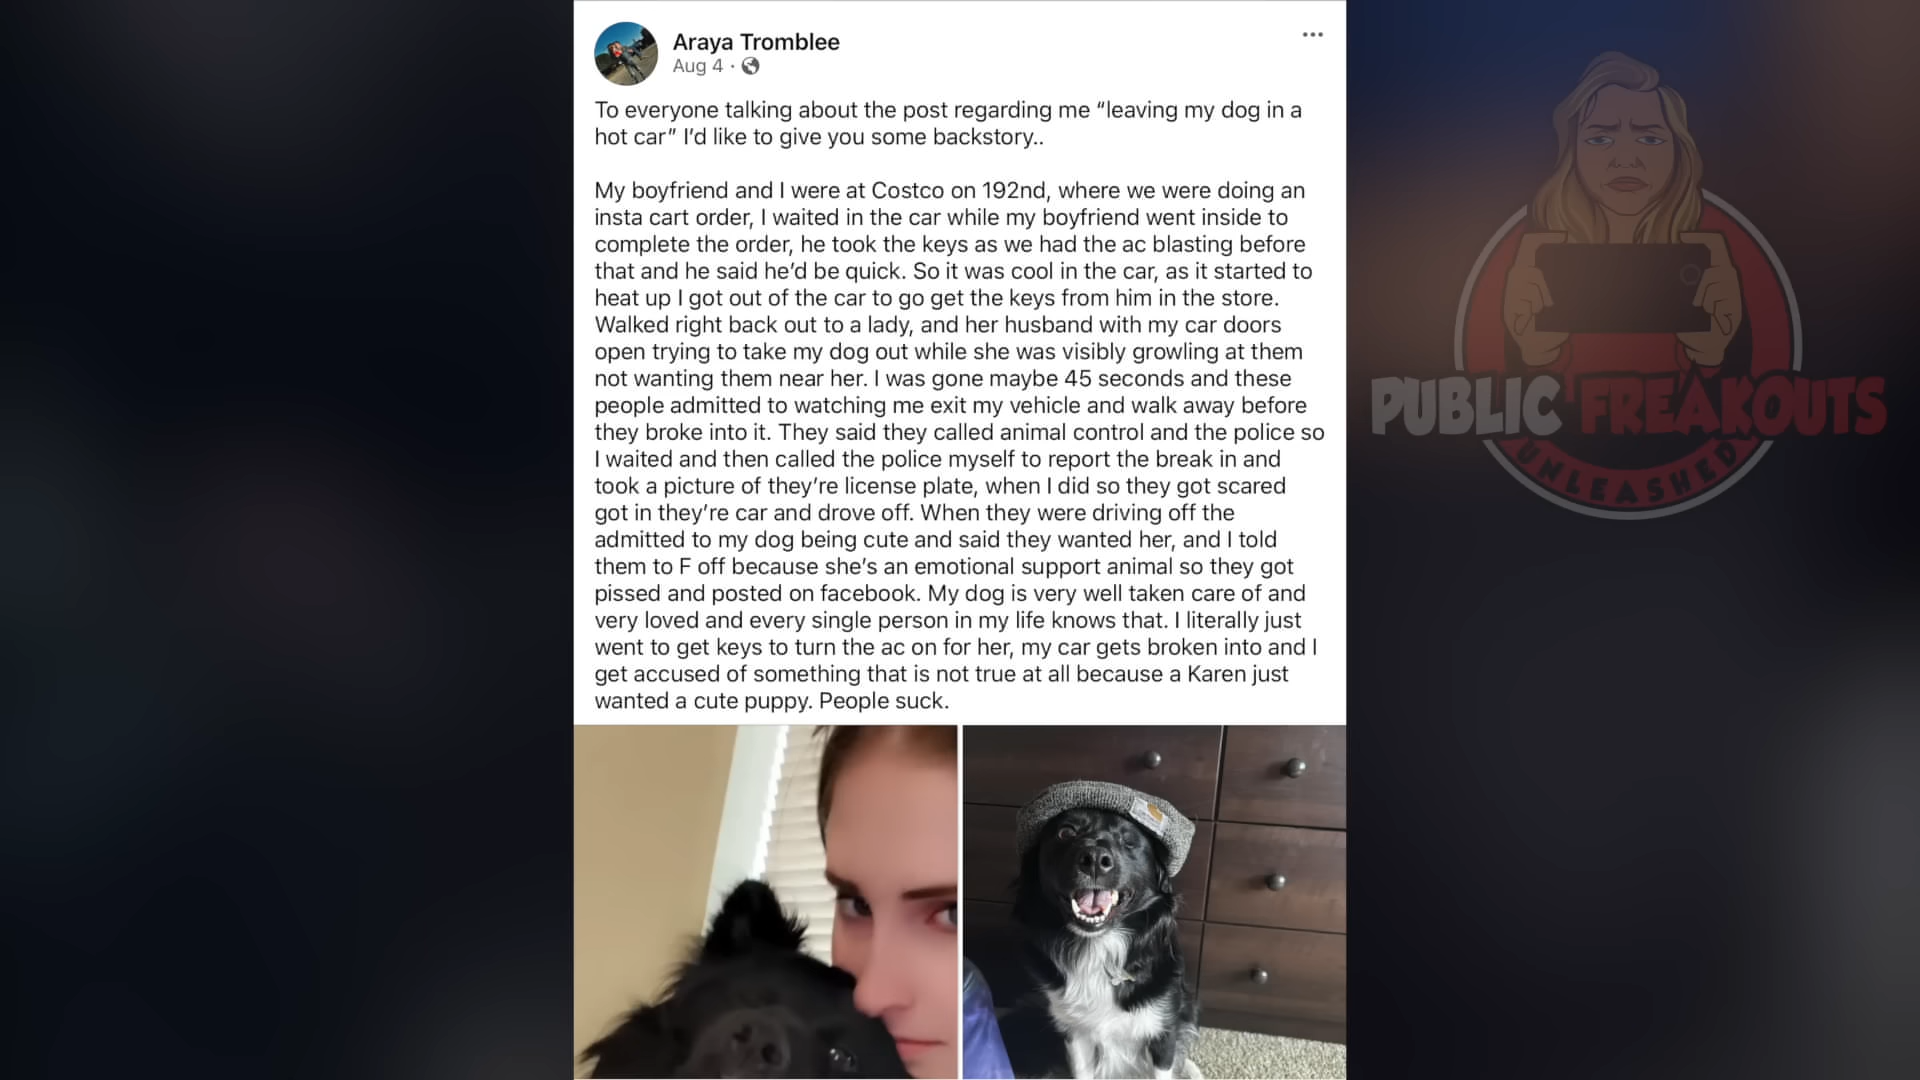 Araya Tromblee
Aug 4 ·
To everyone talking about the post regarding me “leaving my dog in a
hot car” I’d like to give you some backstory..
My boyfriend and I were at Costco on 192nd, where we were doing an
insta cart order, I waited in the car while my boyfriend went inside to
complete the order, he took the keys as we had the ac blasting before
that and he said he’d be quick. So it was cool in the car, as it started to
heat up I got out of the car to go get the keys from him in the store.
Walked right back out to a lady, and her husband with my car doors
open trying to take my dog out while she was visibly growling at them
not wanting them near her. I was gone maybe 45 seconds and these
people admitted to watching me exit my vehicle and walk away before
they broke into it. They said they called animal control and the police so
I waited and then called the police myself to report the break in and
took a picture of they’re license plate, when I did so they got scared
got in they’re car and drove off. When they were driving off the
admitted to my dog being cute and said they wanted her, and I told
them to F off because she’s an emotional support animal so they got
pissed and posted on facebook. My dog is very well taken care of and
very loved and every single person in my life knows that. I literally just
went to get keys to turn the ac on for her, my car gets broken into and I
get accused of something that is not true at all because a Karen just
wanted a cute puppy. People suck.
PUBLIC FREAKOUTS
UNLEASHED